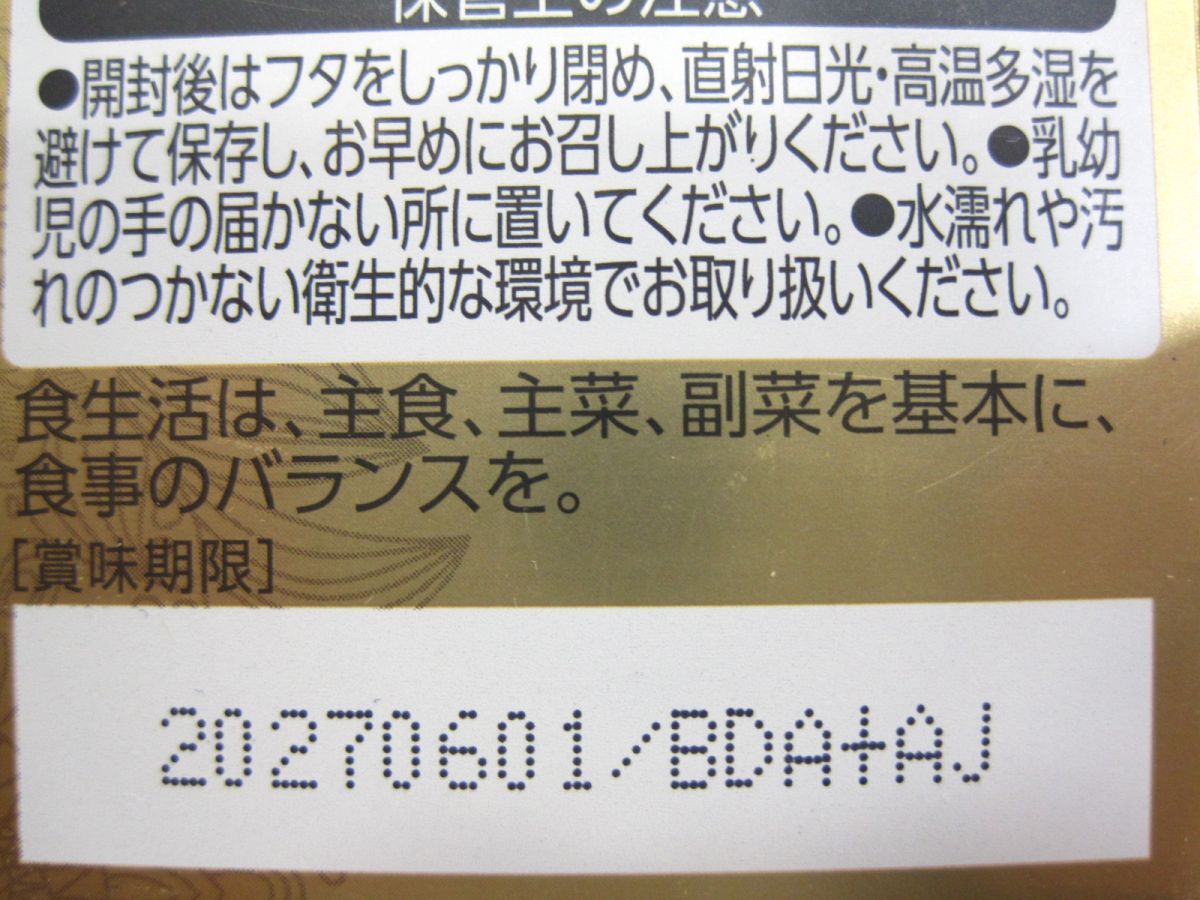 保管上の注意
●開封後はフタをしっかり閉め、直射日光・高温多湿を
避けて保存し、お早めにお召し上がりください。●乳幼
児の手の届かない所に置いてください。●水濡れや汚
れのつかない衛生的な環境でお取り扱いください。
食生活は、主食、主菜、副菜を基本に、
食事のバランスを。
[賞味期限]
20270601/BDA+AJ